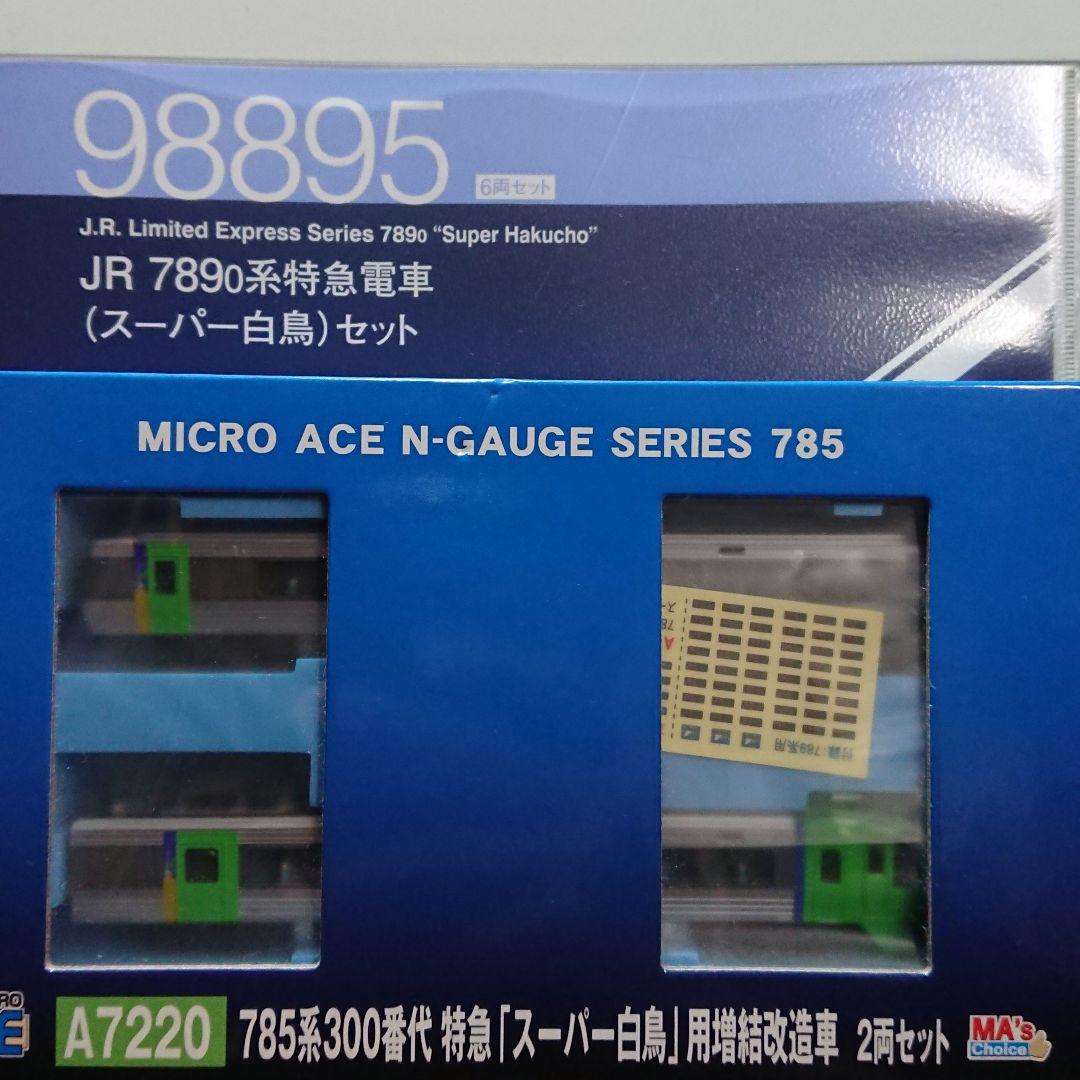 98895 6両セット
J.R. Limited Express Series 7890 “Super Hakucho”
JR 7890系特急電車
(スーパー白鳥)セット
MICRO ACE N-GAUGE SERIES 785
付録:789系用
A7220 785系300番代 特急「スーパー白鳥」用増結改造車 2両セット MA's Choice